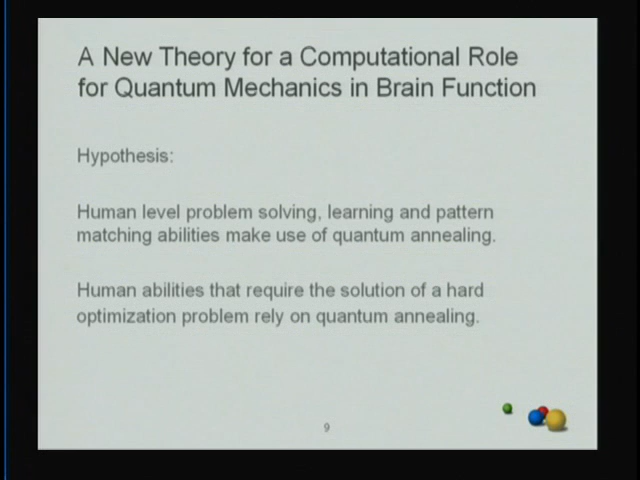 A New Theory for a Computational Role
for Quantum Mechanics in Brain Function
Hypothesis:
Human level problem solving, learning and pattern
matching abilities make use of quantum annealing.
Human abilities that require the solution of a hard
optimization problem rely on quantum annealing.
9